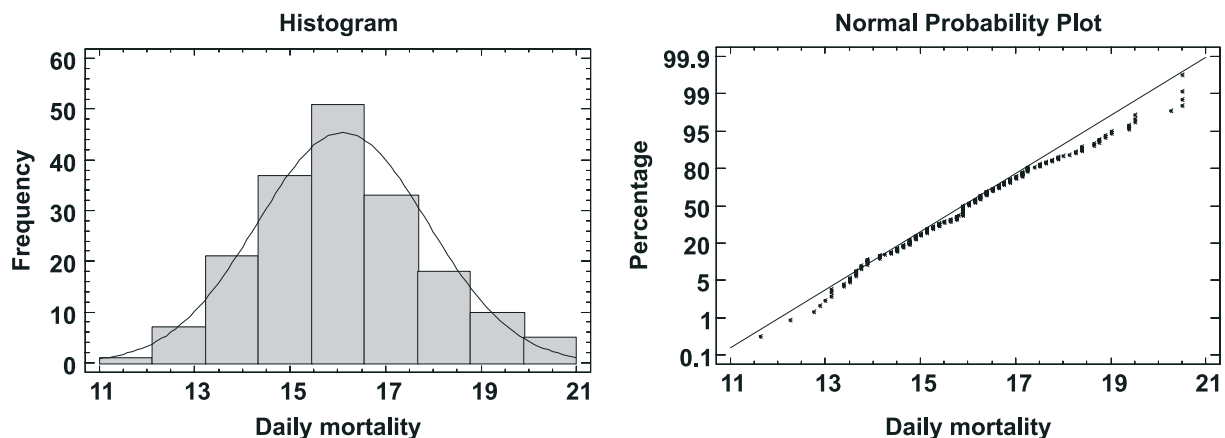 Histogram
60
50
40
30
20
10
0
Frequency
11 13 15 17 19 21
Daily mortality
Normal Probability Plot
99.9
99
95
80
50
20
5
1
0.1
Percentage
11 13 15 17 19 21
Daily mortality